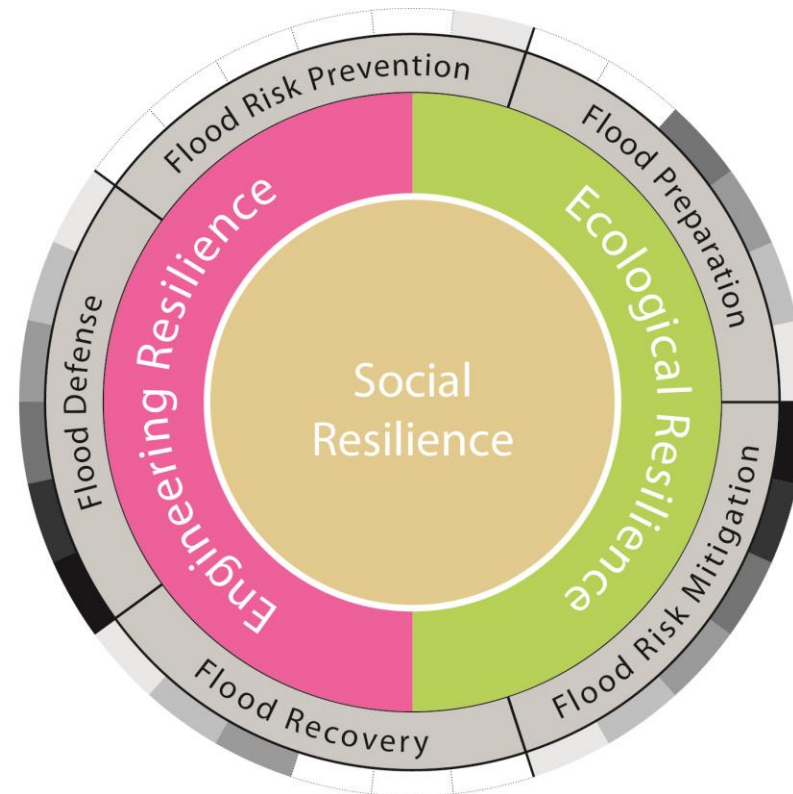 Flood Risk Prevention
Flood Preparation
Flood Risk Mitigation
Flood Recovery
Flood Defense
Engineering Resilience
Ecological Resilience
Social
Resilience